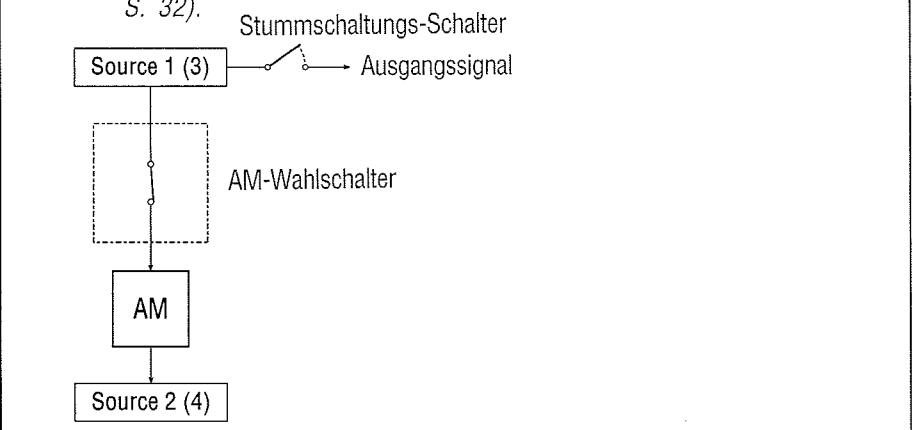 S. 32).
Stummschaltungs-Schalter
Source 1 (3)
Ausgangssignal
AM-Wahlschalter
AM
Source 2 (4)